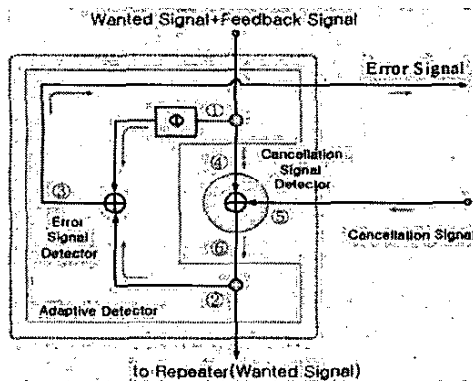 Wanted Signal+Feedback Signal
Error Signal
①
Φ
④
Cancellation
Signal
Detector
③
⑤
Error
Signal
Detector
Cancellation Signal
⑥
②
Adaptive Detector
to Repeater(Wanted Signal)